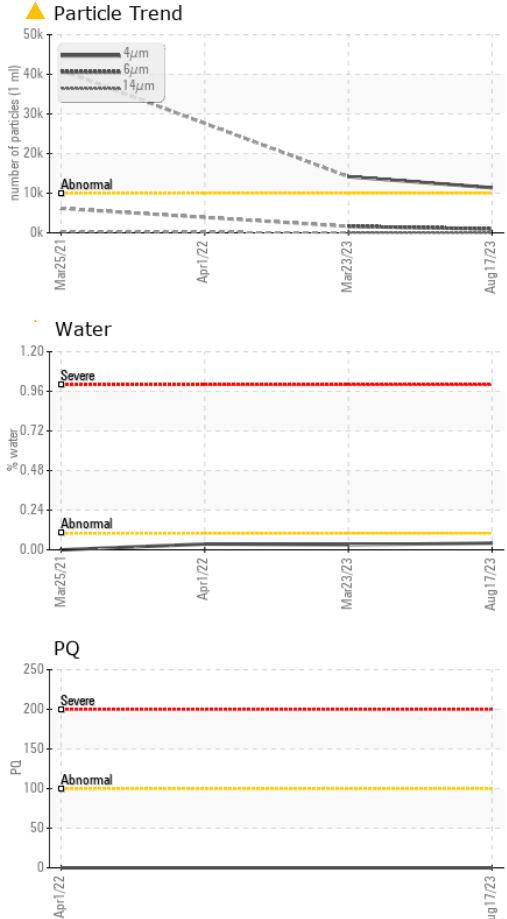 Particle Trend
number of particles (1 ml)
50k
40k
30k
20k
10k
0k
4µm
6µm
14µm
Abnormal
Mar25/21
Apr1/22
Mar23/23
Aug17/23
Water
% water
1.20
0.96
0.72
0.48
0.24
0.00
Severe
Abnormal
Mar25/21
Apr1/22
Mar23/23
Aug17/23
PQ
PQ
250
200
150
100
50
0
Severe
Abnormal
Apr1/22
ug17/23